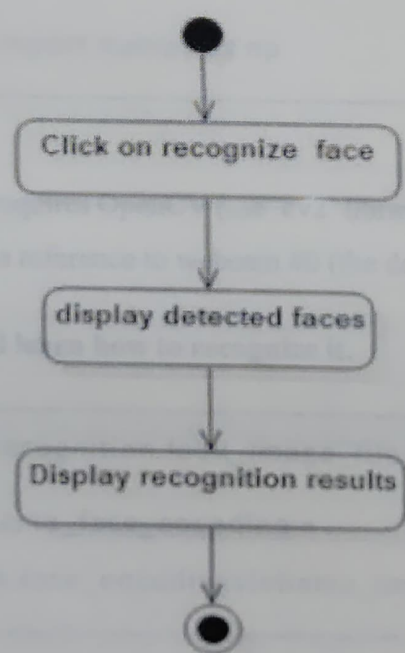 Click on recognize face
display detected faces
Display recognition results